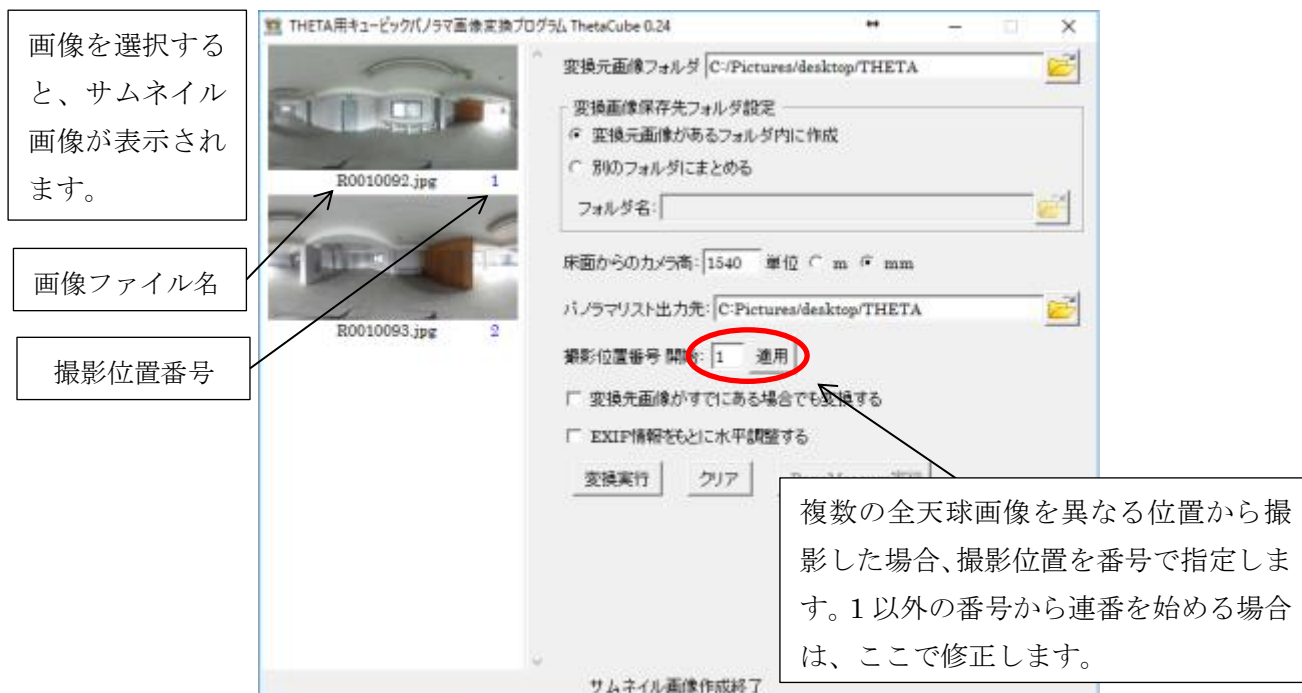 画像を選択する
と、サムネイル
画像が表示され
ます。
画像ファイル名
撮影位置番号
THETA用キュービックパノラマ画像変換プログラム ThetaCube 0.24
R0010092.jpg 1
R0010093.jpg 2
変換元画像フォルダ C:/Pictures/desktop/THETA
変換画像保存先フォルダ設定
変換元画像があるフォルダ内に作成
別のフォルダにまとめる
フォルダ名:
床面からのカメラ高: 1540 単位 m mm
パノラマリスト出力先: C:Pictures/desktop/THETA
撮影位置番号 開始: 1 適用
変換先画像がすでにある場合でも変換する
EXIF情報をもとに水平調整する
変換実行 クリア
複数の全天球画像を異なる位置から撮
影した場合、撮影位置を番号で指定しま
す。1 以外の番号から連番を始める場合
は、ここで修正します。
サムネイル画像作成終了